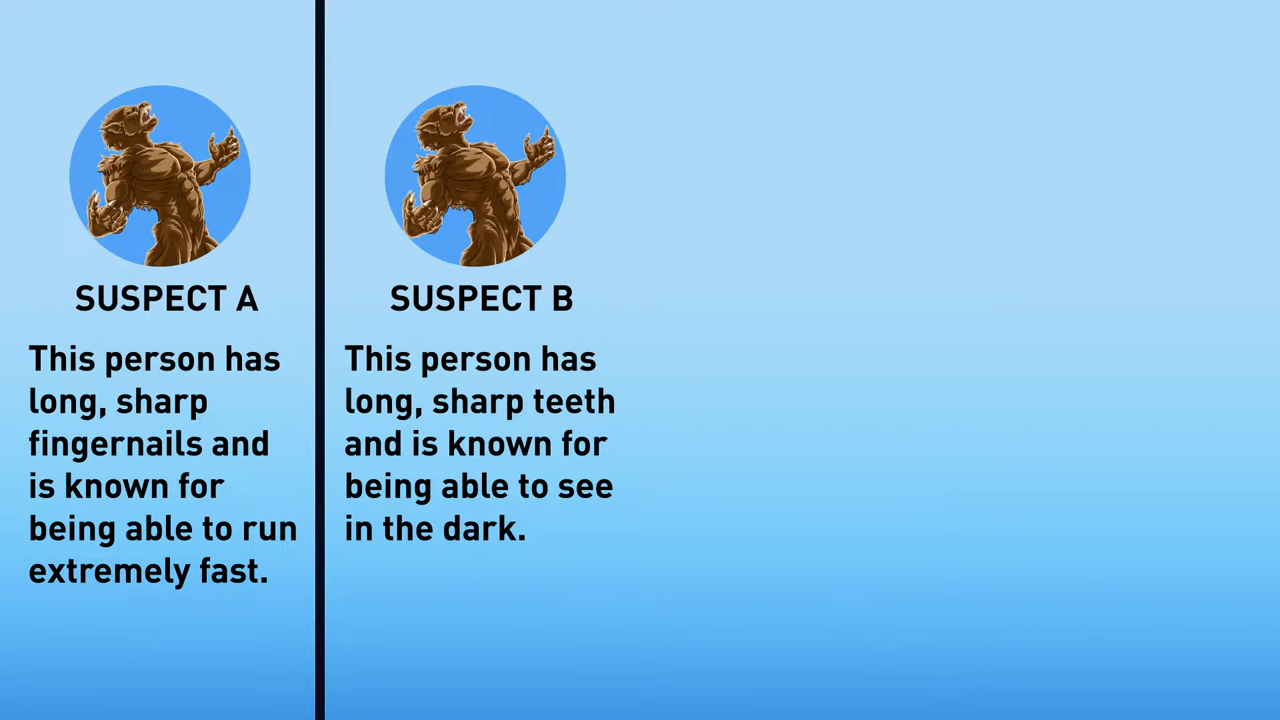 SUSPECT A
This person has
long, sharp
fingernails and
is known for
being able to run
extremely fast.
SUSPECT B
This person has
long, sharp teeth
and is known for
being able to see
in the dark.